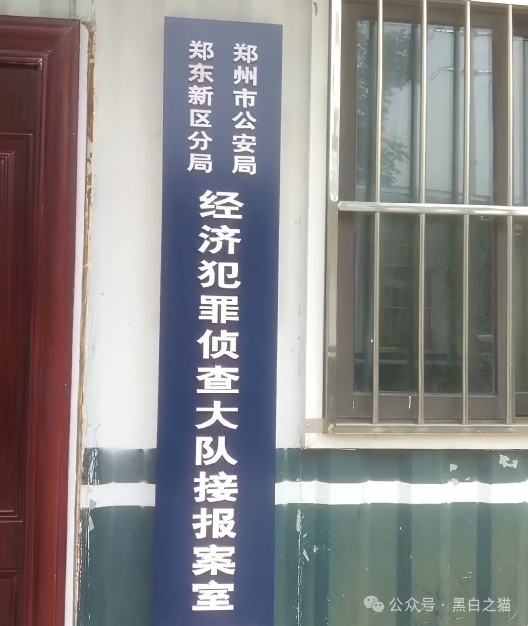 郑州市公安局
郑东新区分局
经济犯罪侦查大队接报案室
公众号·黑白之猫